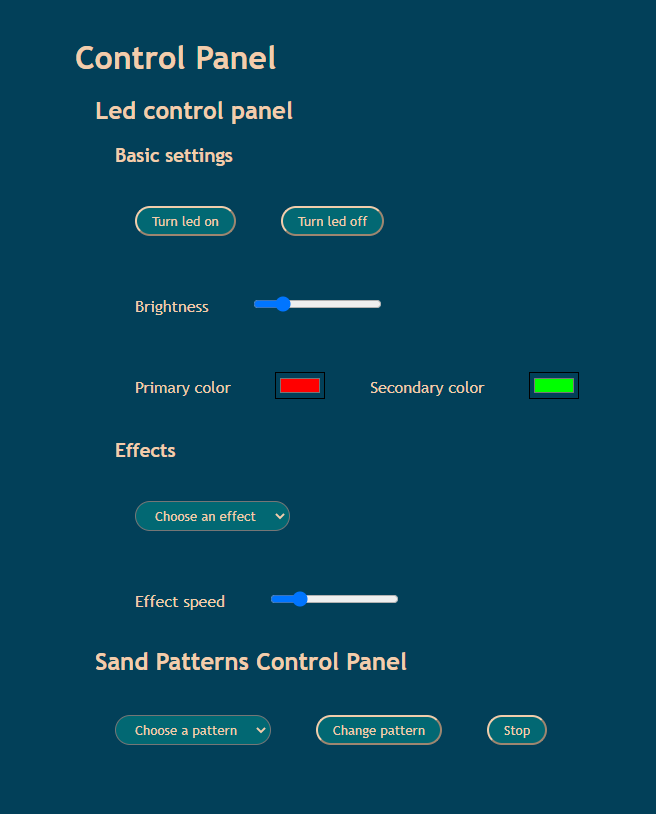 Control Panel
Led control panel
Basic settings
Turn led on Turn led off
Brightness
Primary color Secondary color
Effects
Choose an effect
Effect speed
Sand Patterns Control Panel
Choose a pattern Change pattern Stop